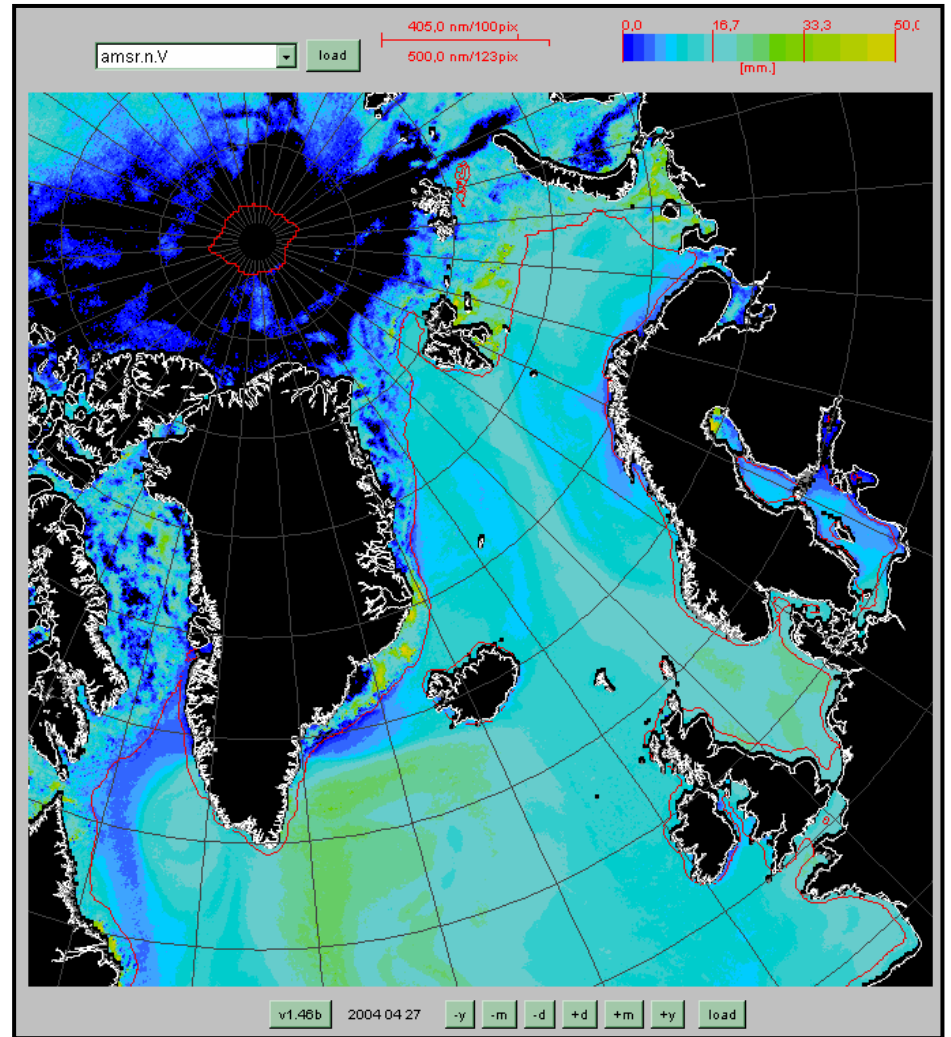 405,0 nm/100pix
500,0 nm/123pix
0,0 16,7 33,3 50,
[mm.]
amsr.n.V load
v1.46b 2004 04 27 -y -m -d +d +m +y load